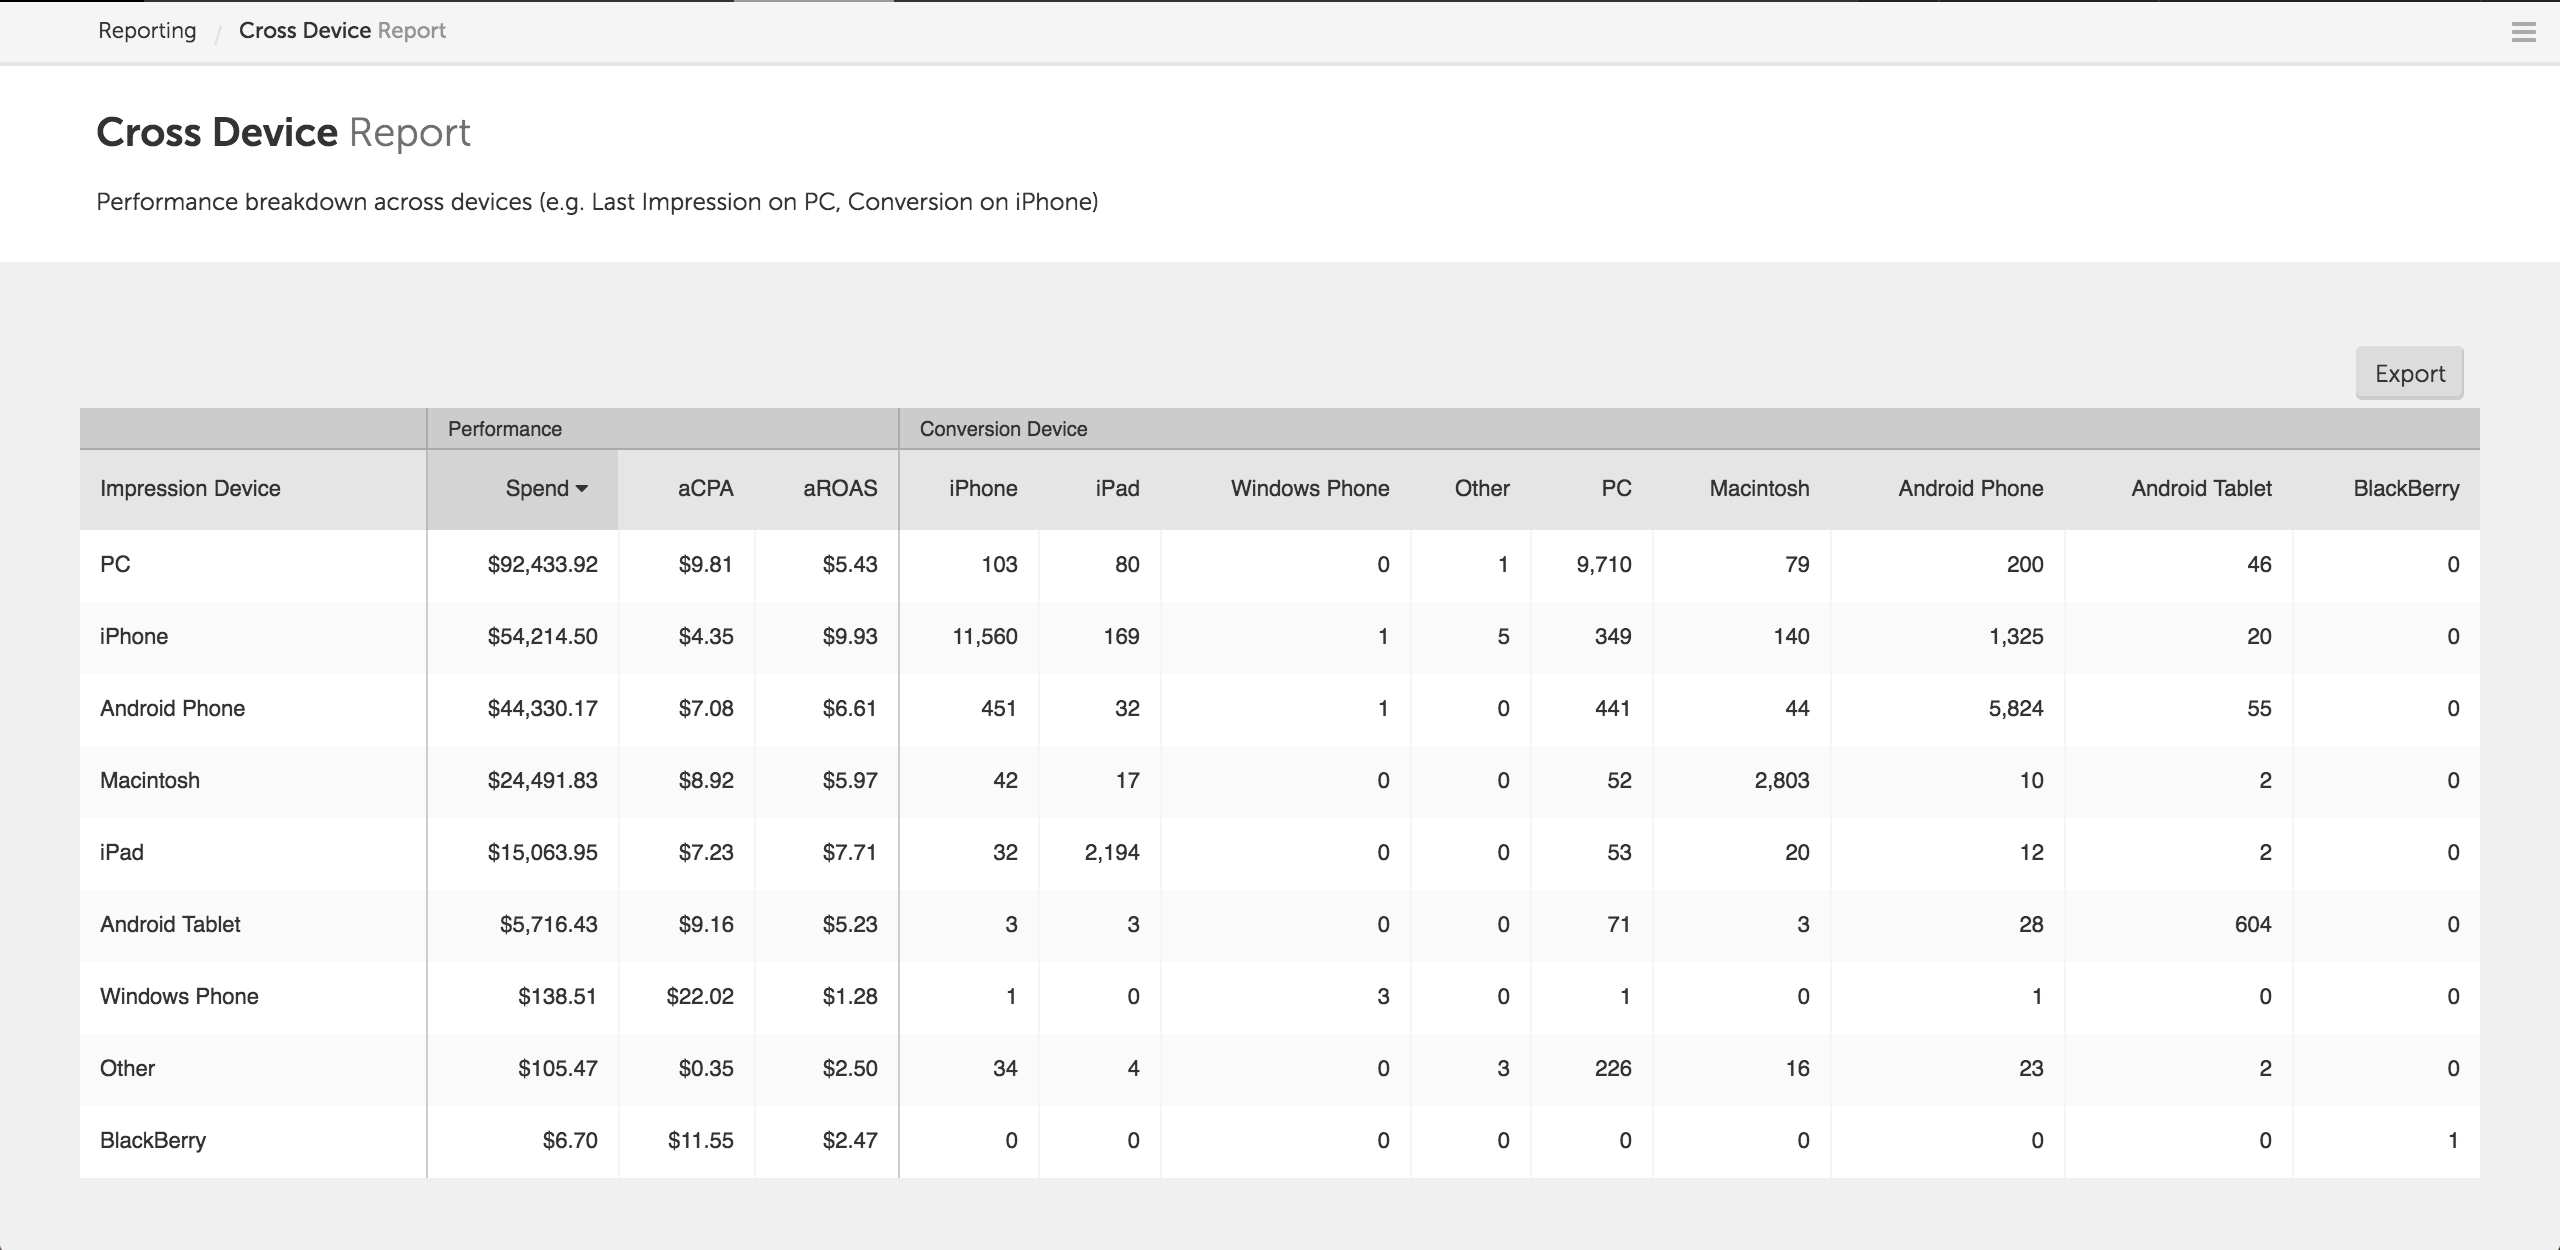 Reporting / Cross Device Report
Cross Device Report
Performance breakdown across devices (e.g. Last Impression on PC, Conversion on iPhone)
Export
Performance Conversion Device
Impression Device Spend aCPA aROAS iPhone iPad Windows Phone Other PC Macintosh Android Phone Android Tablet BlackBerry
PC $92,433.92 $9.81 $5.43 103 80 0 1 9,710 79 200 46 0
iPhone $54,214.50 $4.35 $9.93 11,560 169 1 5 349 140 1,325 20 0
Android Phone $44,330.17 $7.08 $6.61 451 32 1 0 441 44 5,824 55 0
Macintosh $24,491.83 $8.92 $5.97 42 17 0 0 52 2,803 10 2 0
iPad $15,063.95 $7.23 $7.71 32 2,194 0 0 53 20 12 2 0
Android Tablet $5,716.43 $9.16 $5.23 3 3 0 0 71 3 28 604 0
Windows Phone $138.51 $22.02 $1.28 1 0 3 0 1 0 1 0 0
Other $105.47 $0.35 $2.50 34 4 0 3 226 16 23 2 0
BlackBerry $6.70 $11.55 $2.47 0 0 0 0 0 0 0 0 1